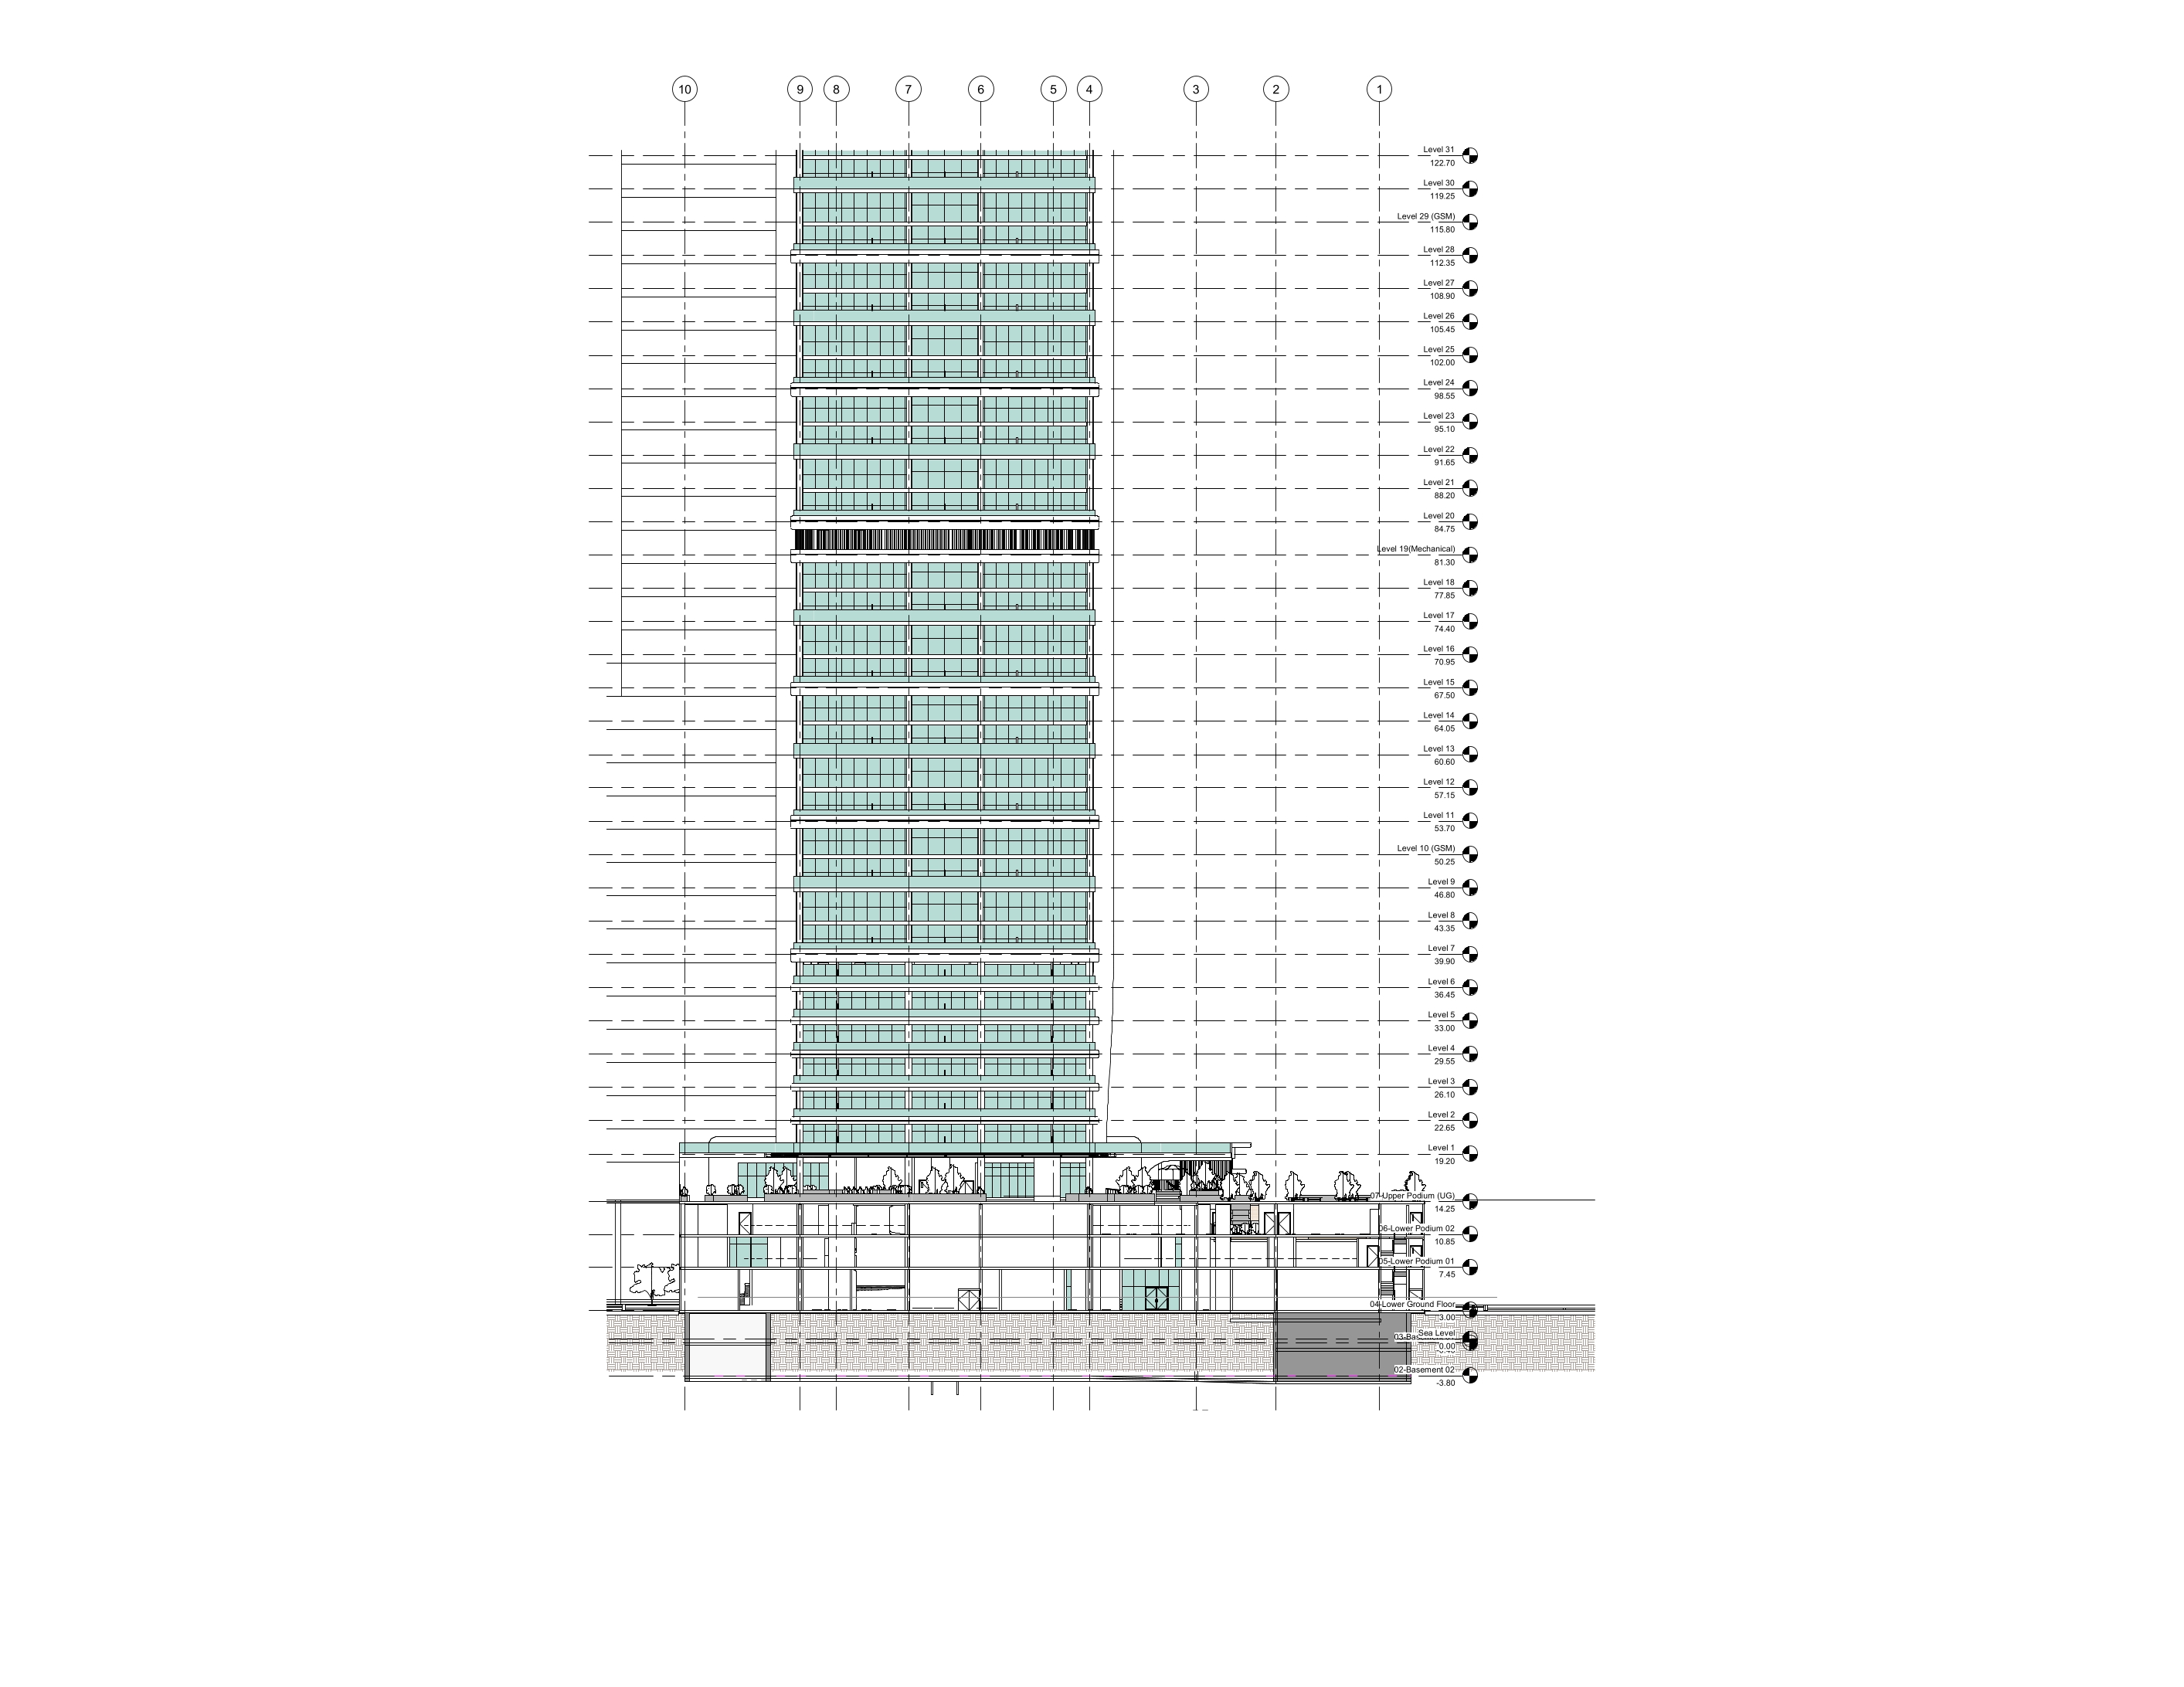 10 9 8 7 6 5 4 3 2 1
Level 31
122.70
Level 30
119.25
Level 29 (GSM)
115.80
Level 28
112.35
Level 27
108.90
Level 26
105.45
Level 25
102.00
Level 24
98.55
Level 23
95.10
Level 22
91.65
Level 21
88.20
Level 20
84.75
Level 19(Mechanical)
81.30
Level 18
77.85
Level 17
74.40
Level 16
70.95
Level 15
67.50
Level 14
64.05
Level 13
60.60
Level 12
57.15
Level 11
53.70
Level 10 (GSM)
50.25
Level 9
46.80
Level 8
43.35
Level 7
39.90
Level 6
36.45
Level 5
33.00
Level 4
29.55
Level 3
26.10
Level 2
22.65
Level 1
19.20
07-Upper Podium (UG)
14.25
06-Lower Podium 02
10.85
05-Lower Podium 01
7.45
04-Lower Ground Floor
3.00
Sea Level
0.00
02-Basement 02
-3.80